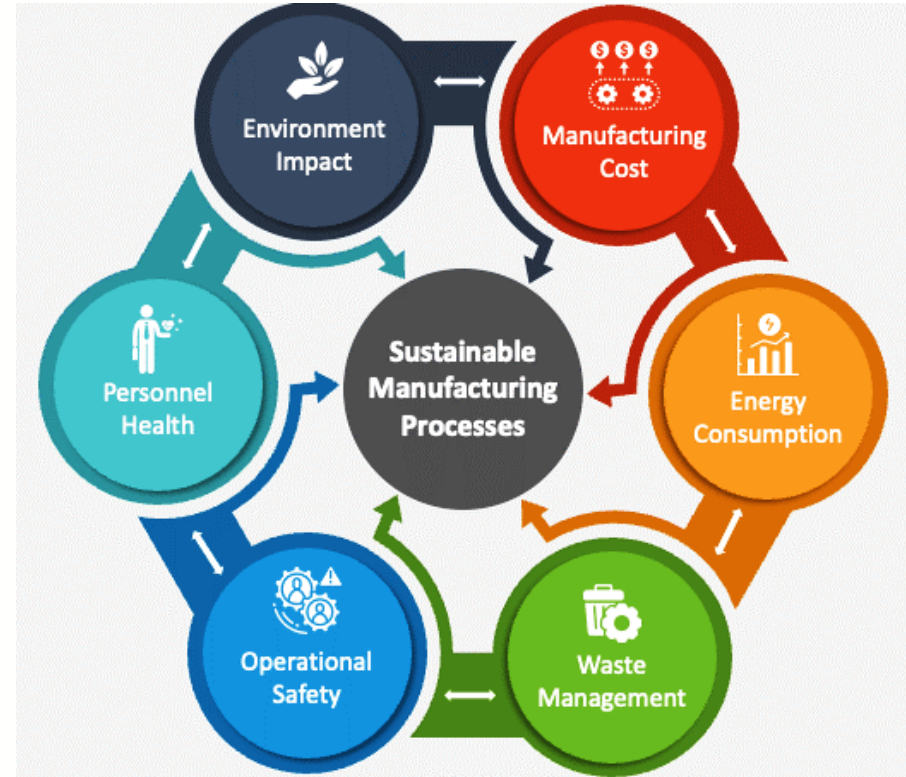 Environment
Impact
$ $ $
Manufacturing
Cost
Sustainable
Manufacturing
Processes
Personnel
Health
Energy
Consumption
Operational
Safety
Waste
Management